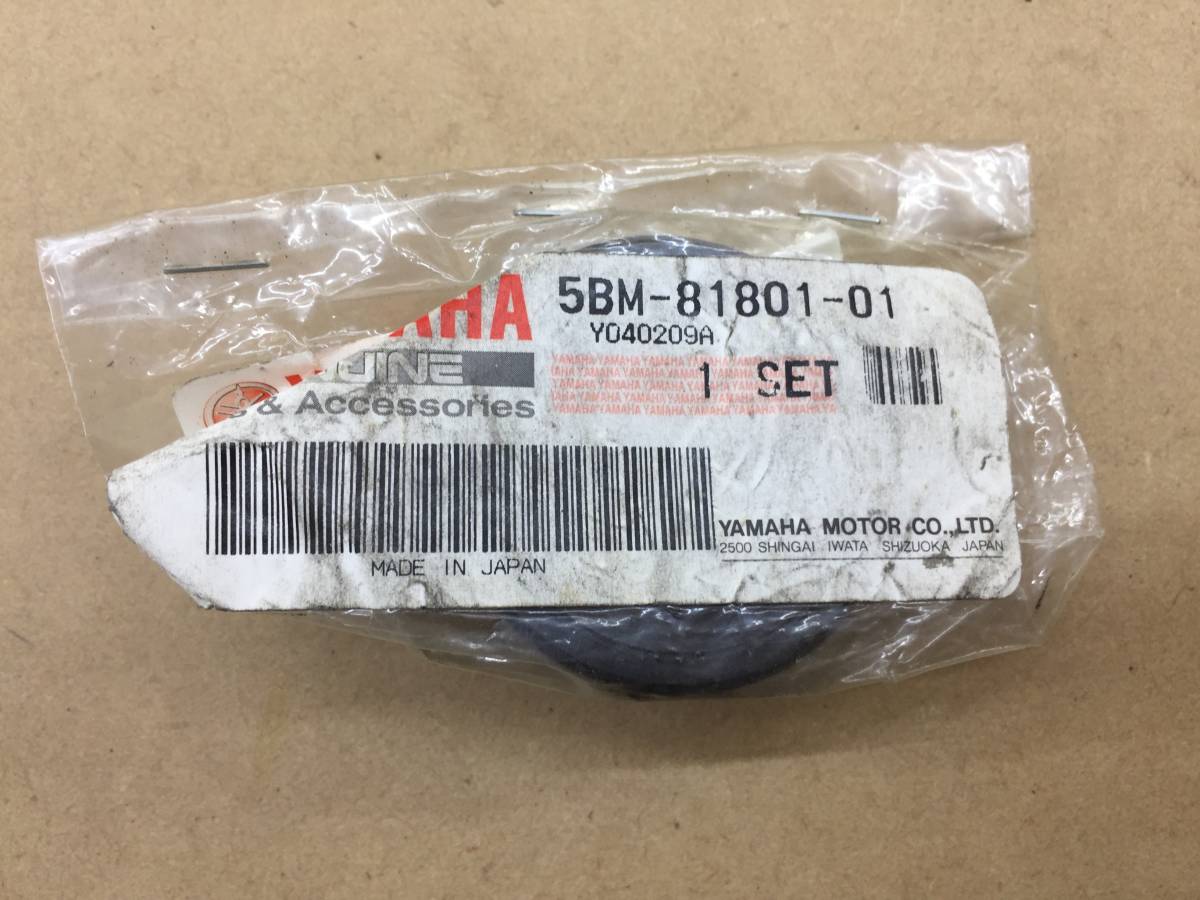 5BM-81801-01
Y040209A
1 SET
& Accessories
MADE IN JAPAN
YAMAHA MOTOR CO.,LTD.
2500 SHINGAI IWATA SHIZUOKA JAPAN